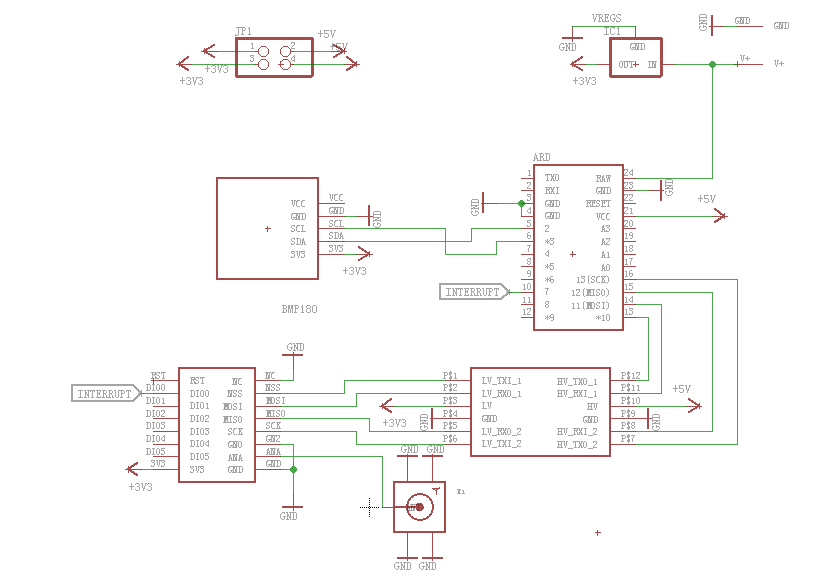 JP1
1 2 +5V
+5V
3 4
+3V3
+3V3
VREGS
IC1
GND
GND
OUT IN
+3V3
GND GND
V+ V+
ARD
1 TXO RAW 24
2 RXI GND 23 GND
3 GND RESET 22
4 GND VCC 21 +5V
5 2 A3 20
6 *3 A2 19
7 4 A1 18
8 *5 A0 17
9 *6 13(SCK) 16
10 7 12(MISO) 15
11 8 11(MOSI) 14
12 *9 *10 13
GND
INTERRUPT
VCC VCC
GND GND GND
SCL SCL
SDA SDA
3V3 3V3
+3V3
BMP180
GND
INTERRUPT
RST RST NC NC
DIO0 DIO0 NSS NSS
DIO1 DIO1 MOSI MOSI
DIO2 DIO2 MISO MISO
DIO3 DIO3 SCK SCK
DIO4 DIO4 GND GN2
DIO5 DIO5 ANA ANA
3V3 3V3 GND GND
+3V3
GND
P$1 LV_TXI_1 HV_TXO_1 P$12
P$2 LV_RXO_1 HV_RXI_1 P$11
P$3 LV HV P$10
P$4 GND GND P$9
P$5 LV_RXO_2 HV_RXI_2 P$8
P$6 LV_TXI_2 HV_TXO_2 P$7
+3V3 GND
+5V
GND
GND GND
X1
GND GND